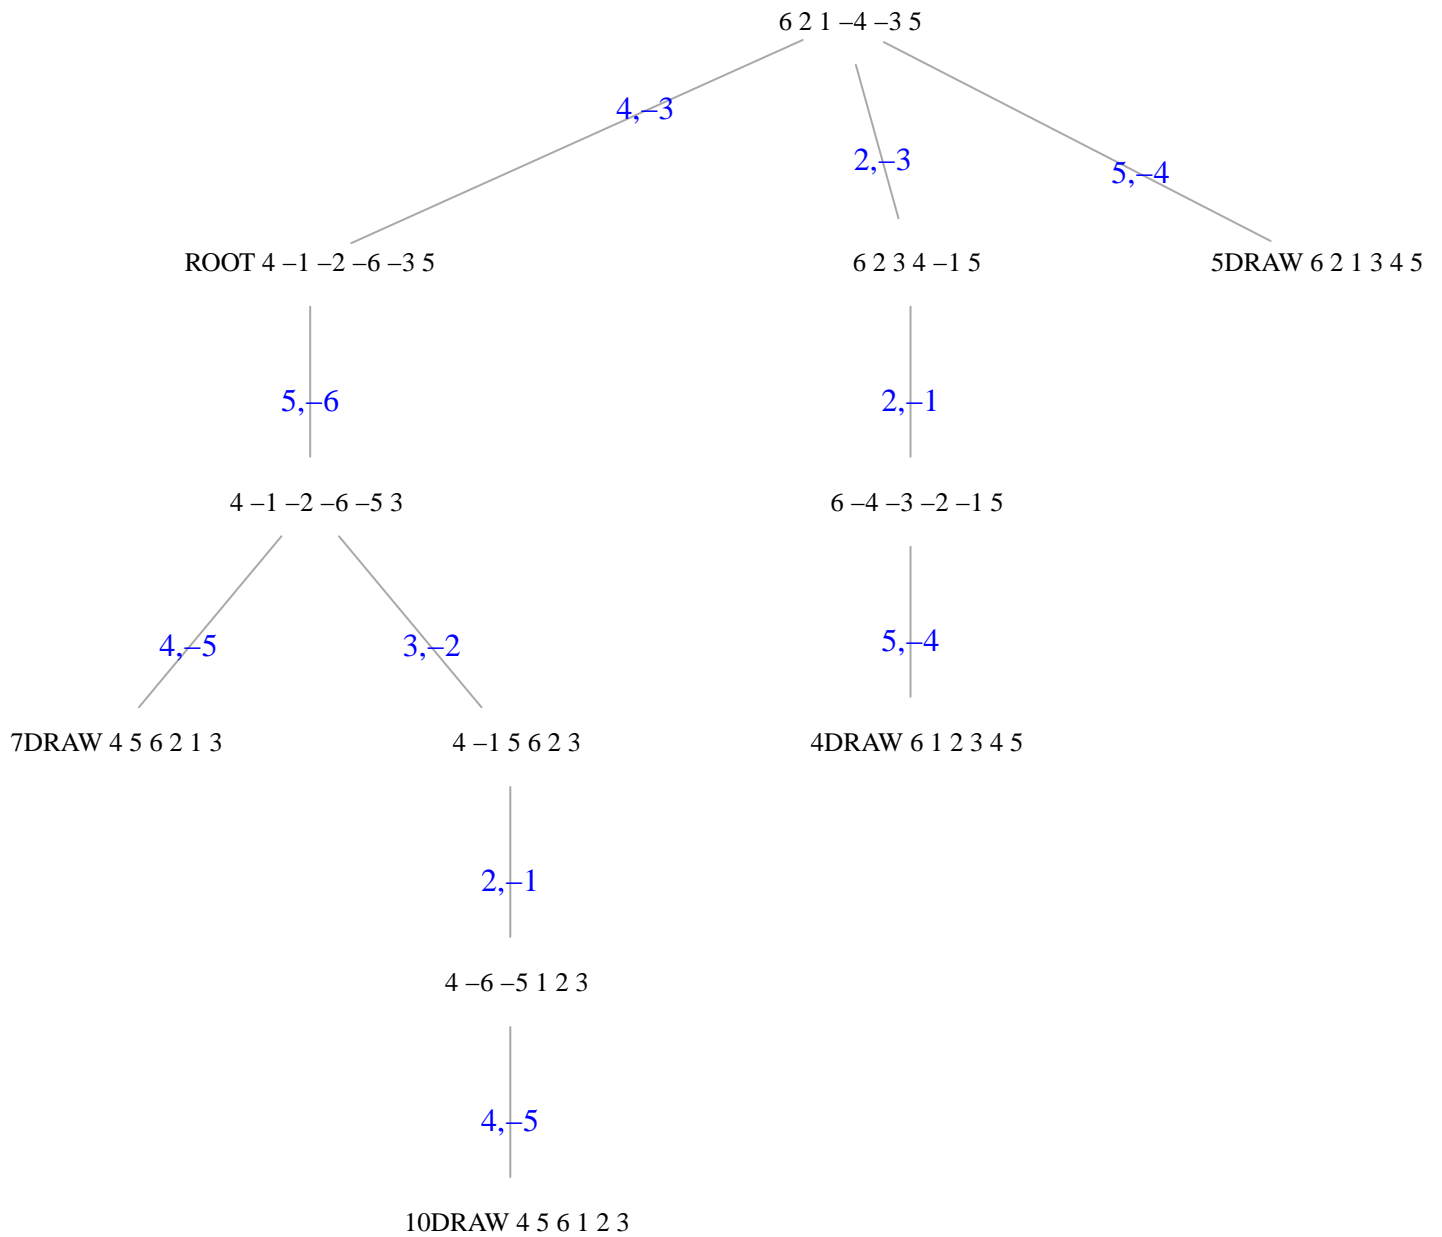 6 2 1 –4 –3 5
4,–3
2,–3
5,–4
ROOT 4 –1 –2 –6 –3 5
6 2 3 4 –1 5
5DRAW 6 2 1 3 4 5
5,–6
2,–1
4 –1 –2 –6 –5 3
6 –4 –3 –2 –1 5
4,–5
3,–2
5,–4
7DRAW 4 5 6 2 1 3
4 –1 5 6 2 3
4DRAW 6 1 2 3 4 5
2,–1
4 –6 –5 1 2 3
4,–5
10DRAW 4 5 6 1 2 3